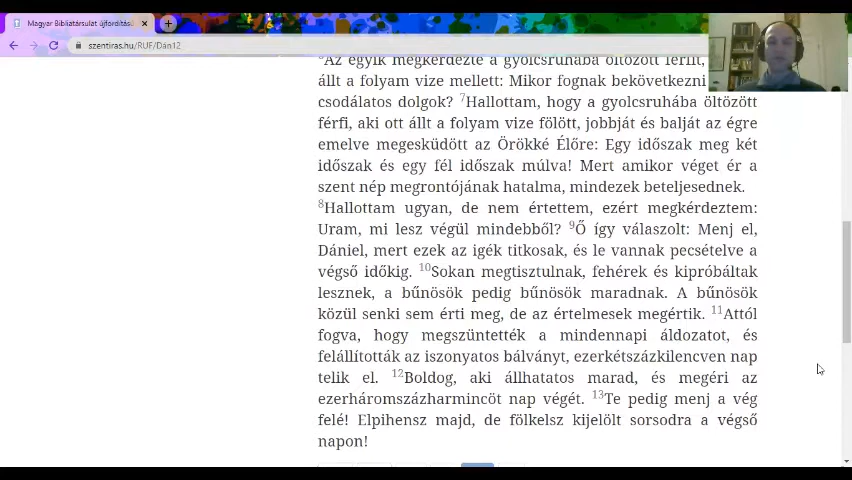 Magyar Bibliatársulat újfordítású
szentiras.hu/RUF/Dán12
⁶Az egyik megkérdezte a gyolcsruhába öltözött férfit,
állt a folyam vize mellett: Mikor fognak bekövetkezni
csodálatos dolgok? ⁷Hallottam, hogy a gyolcsruhába öltözött
férfi, aki ott állt a folyam vize fölött, jobbját és balját az égre
emelve megesküdött az Örökké Élőre: Egy időszak meg két
időszak és egy fél időszak múlva! Mert amikor véget ér a
szent nép megrontójának hatalma, mindezek beteljesednek.
⁸Hallottam ugyan, de nem értettem, ezért megkérdeztem:
Uram, mi lesz végül mindebből? ⁹Ő így válaszolt: Menj el,
Dániel, mert ezek az igék titkosak, és le vannak pecsételve a
végső időkig. ¹⁰Sokan megtisztulnak, fehérek és kipróbáltak
lesznek, a bűnösök pedig bűnösök maradnak. A bűnösök
közül senki sem érti meg, de az értelmesek megértik. ¹¹Attól
fogva, hogy megszüntették a mindennapi áldozatot, és
felállították az iszonyatos bálványt, ezerkétszázkilencven nap
telik el. ¹²Boldog, aki állhatatos marad, és megéri az
ezerháromszázharmincöt nap végét. ¹³Te pedig menj a vég
felé! Elpihensz majd, de fölkelsz kijelölt sorsodra a végső
napon!